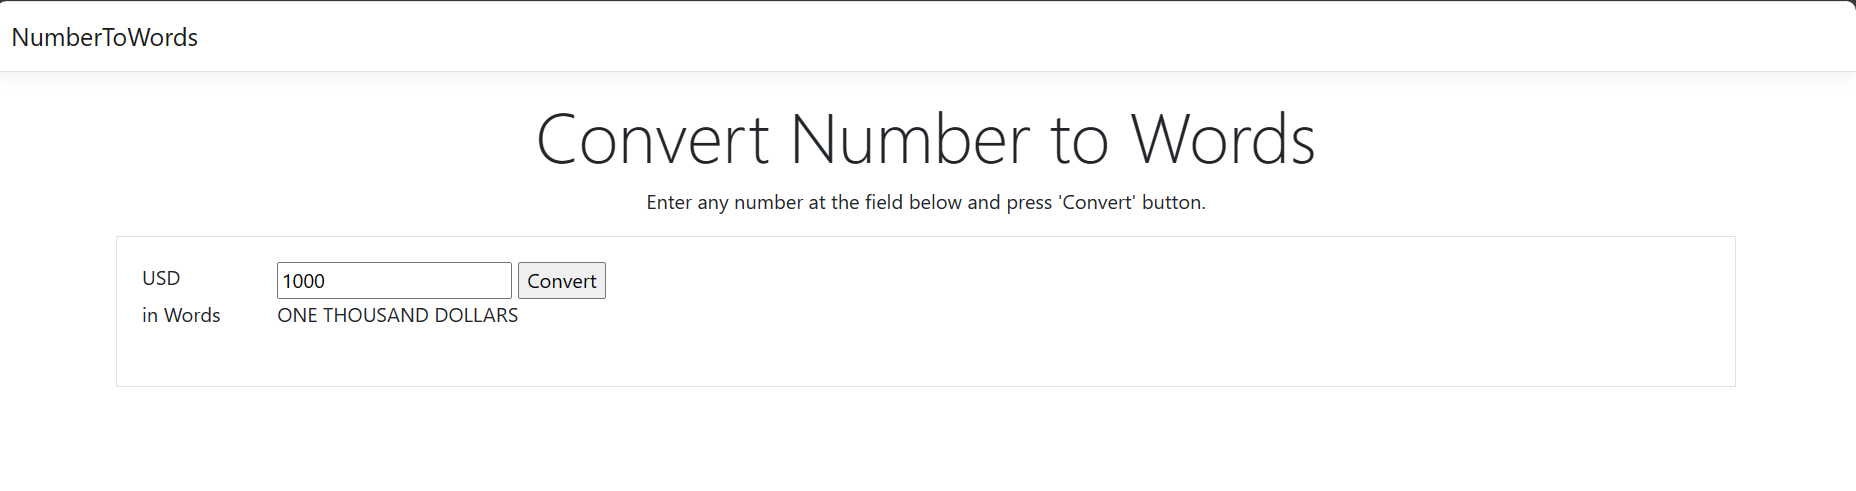 NumberToWords
Convert Number to Words
Enter any number at the field below and press 'Convert' button.
USD 1000 Convert
in Words ONE THOUSAND DOLLARS